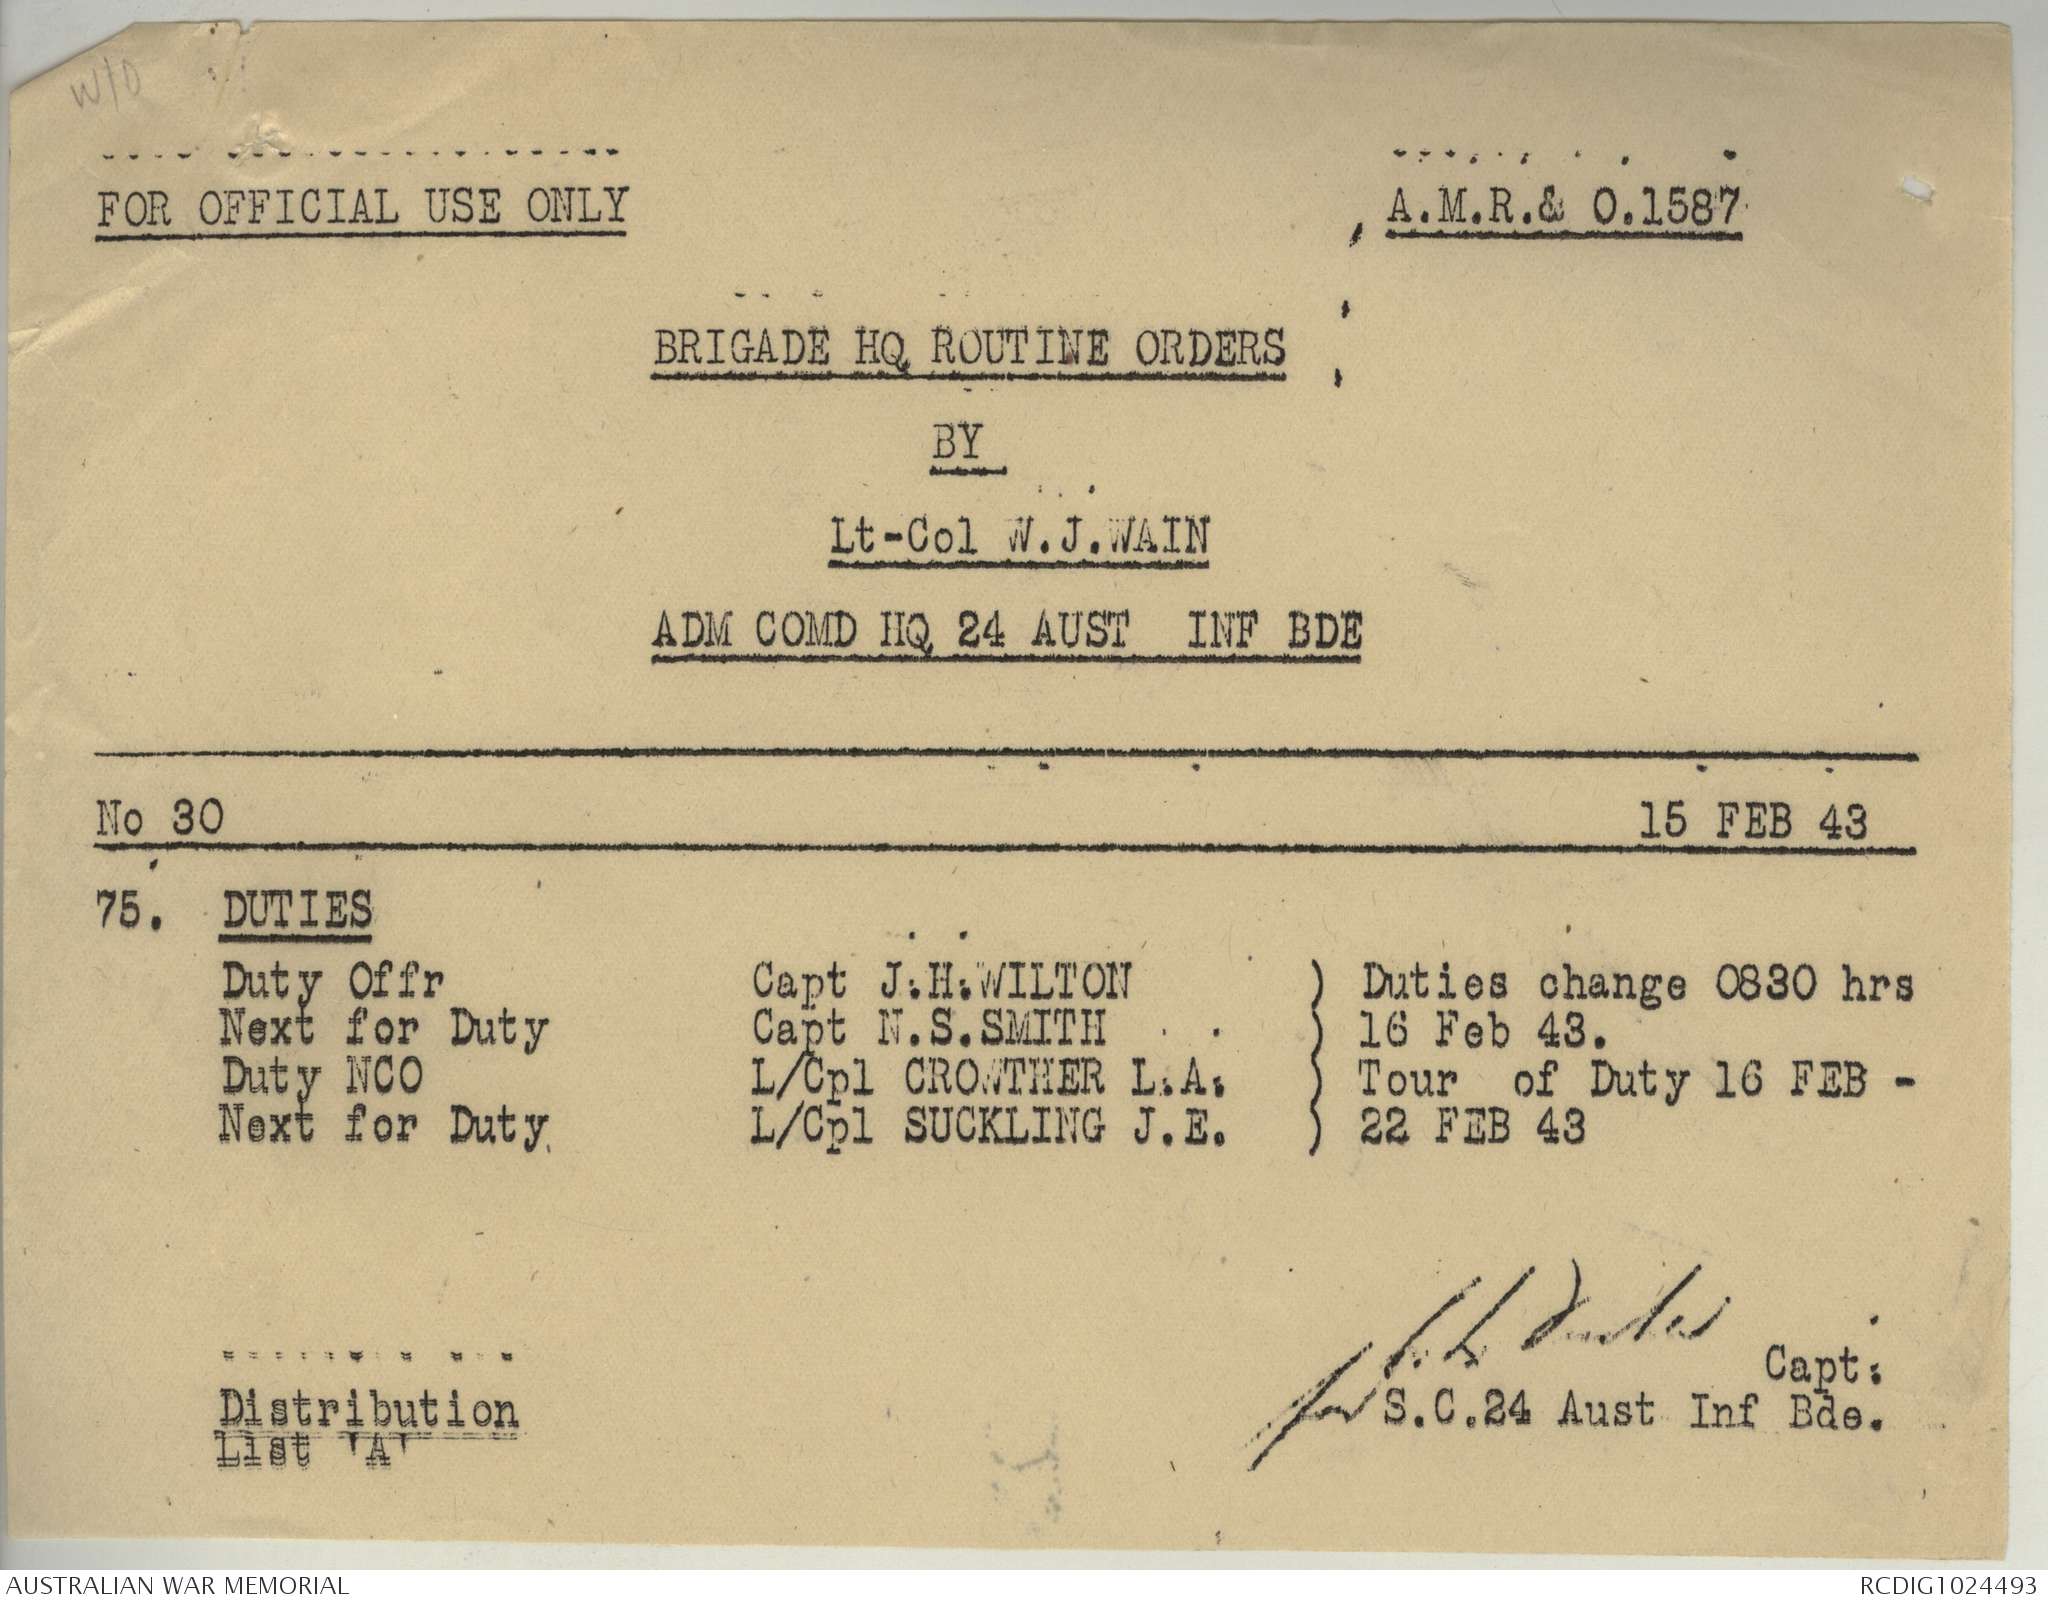 W/O
FOR OFFICIAL USE ONLY A.M.R.& O.1587
BRIGADE HQ ROUTINE ORDERS
BY
Lt-Col W.J.WAIN
ADM COMD HQ 24 AUST INF BDE
No 30 15 FEB 43
75. DUTIES
Duty Offr Capt J.H.WILTON ) Duties change 0830 hrs
Next for Duty Capt N.S.SMITH ) 16 Feb 43.
Duty NCO L/Cpl CROWTHER L.A. ) Tour of Duty 16 FEB -
Next for Duty L/Cpl SUCKLING J.E. ) 22 FEB 43
Capt.
for S.C.24 Aust Inf Bde.
Distribution
List 'A'
AUSTRALIAN WAR MEMORIAL RCDIG1024493